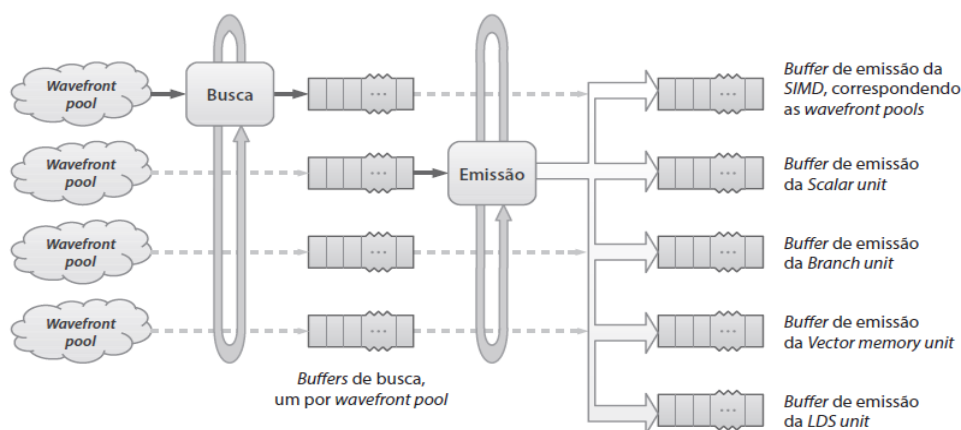 Wavefront
pool
Busca
Buffer de emissão da
SIMD, correspondendo
as wavefront pools
Wavefront
pool
Emissão
Buffer de emissão
da Scalar unit
Wavefront
pool
Buffer de emissão
da Branch unit
Wavefront
pool
Buffer de emissão
da Vector memory unit
Buffers de busca,
um por wavefront pool
Buffer de emissão
da LDS unit